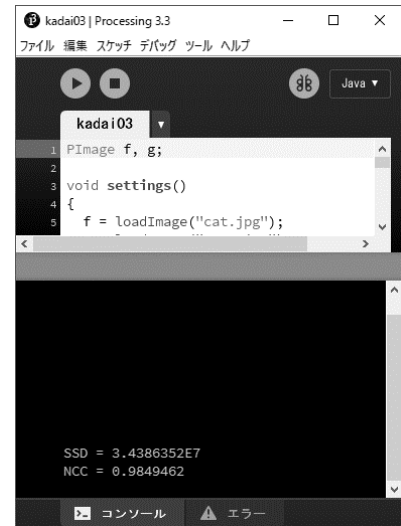 kadai03 | Processing 3.3
ファイル 編集 スケッチ デバッグ ツール ヘルプ
Java ▼
kadai03 ▼
1 PImage f, g;
2
3 void settings()
4 {
5 f = loadImage("cat.jpg");
SSD = 3.4386352E7
NCC = 0.9849462
コンソール エラー